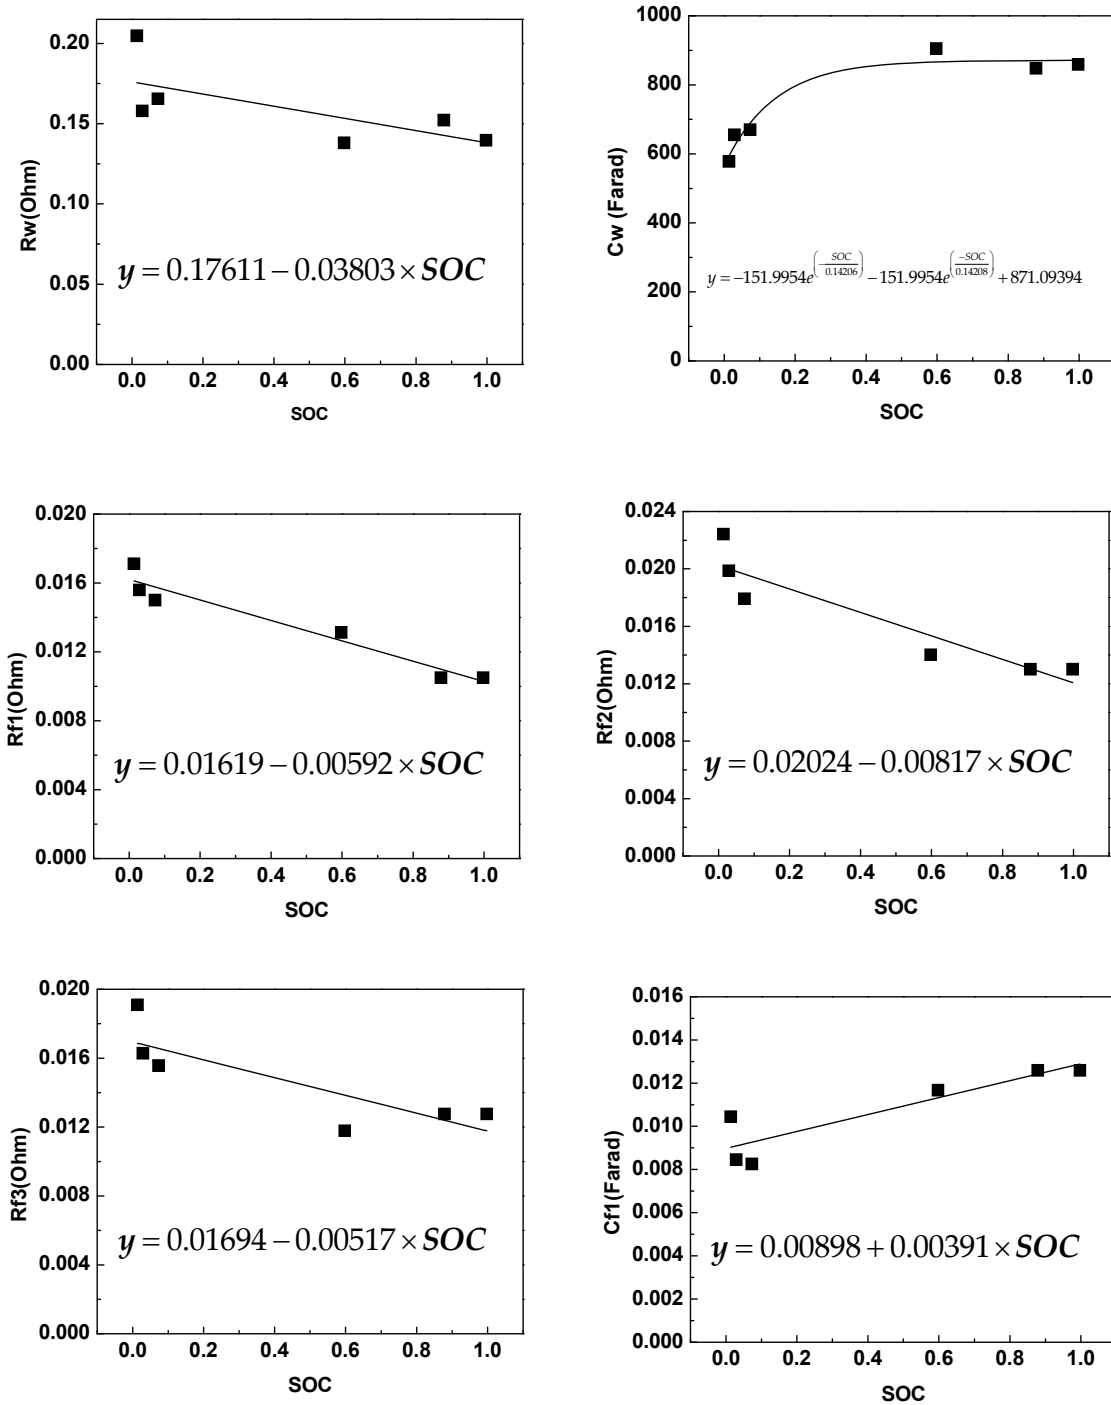 0.20
0.15
0.10
0.05
0.00
Rw(Ohm)
y = 0.17611 − 0.03803 × SOC
0.0 0.2 0.4 0.6 0.8 1.0
SOC
1000
800
600
400
200
0
Cw (Farad)
y = −151.9954e^(−SOC/0.14206) − 151.9954e^(−SOC/0.14208) + 871.09394
0.0 0.2 0.4 0.6 0.8 1.0
SOC
0.020
0.016
0.012
0.008
0.004
0.000
Rf1(Ohm)
y = 0.01619 − 0.00592 × SOC
0.0 0.2 0.4 0.6 0.8 1.0
SOC
0.024
0.020
0.016
0.012
0.008
0.004
0.000
Rf2(Ohm)
y = 0.02024 − 0.00817 × SOC
0.0 0.2 0.4 0.6 0.8 1.0
SOC
0.020
0.016
0.012
0.008
0.004
0.000
Rf3(Ohm)
y = 0.01694 − 0.00517 × SOC
0.0 0.2 0.4 0.6 0.8 1.0
SOC
0.016
0.014
0.012
0.010
0.008
0.006
0.004
0.002
0.000
Cf1(Farad)
y = 0.00898 + 0.00391 × SOC
0.0 0.2 0.4 0.6 0.8 1.0
SOC